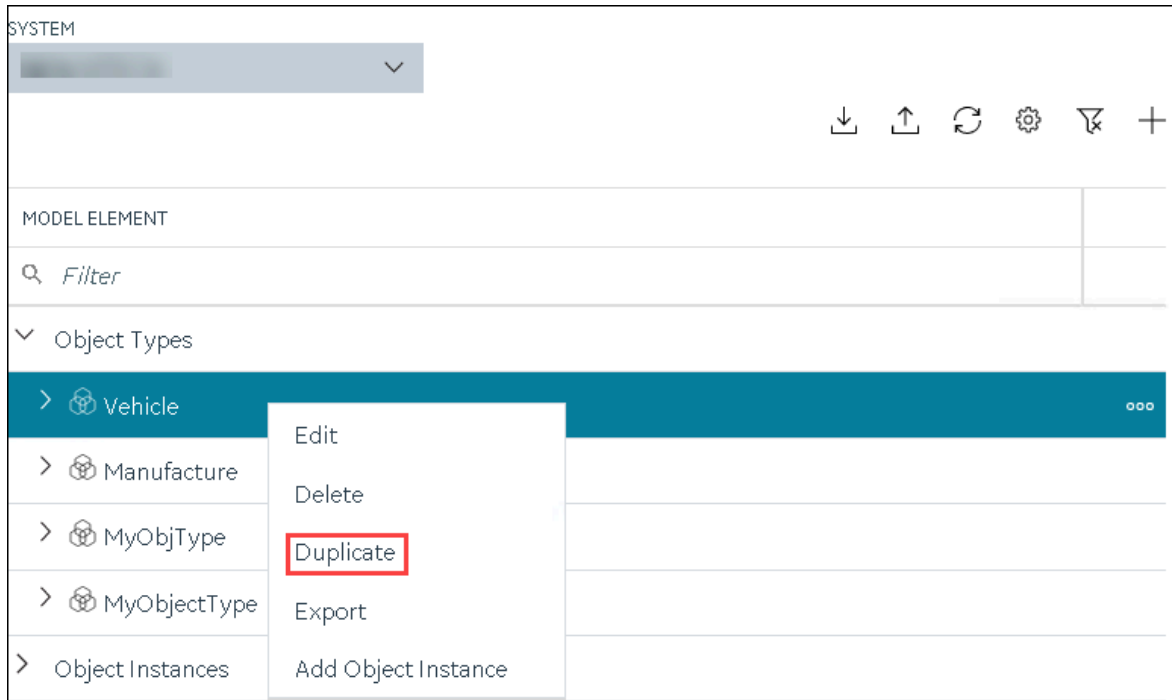 SYSTEM
MODEL ELEMENT
Filter
Object Types
Vehicle
Edit
Manufacture
Delete
MyObjType
Duplicate
MyObjectType
Export
Object Instances
Add Object Instance